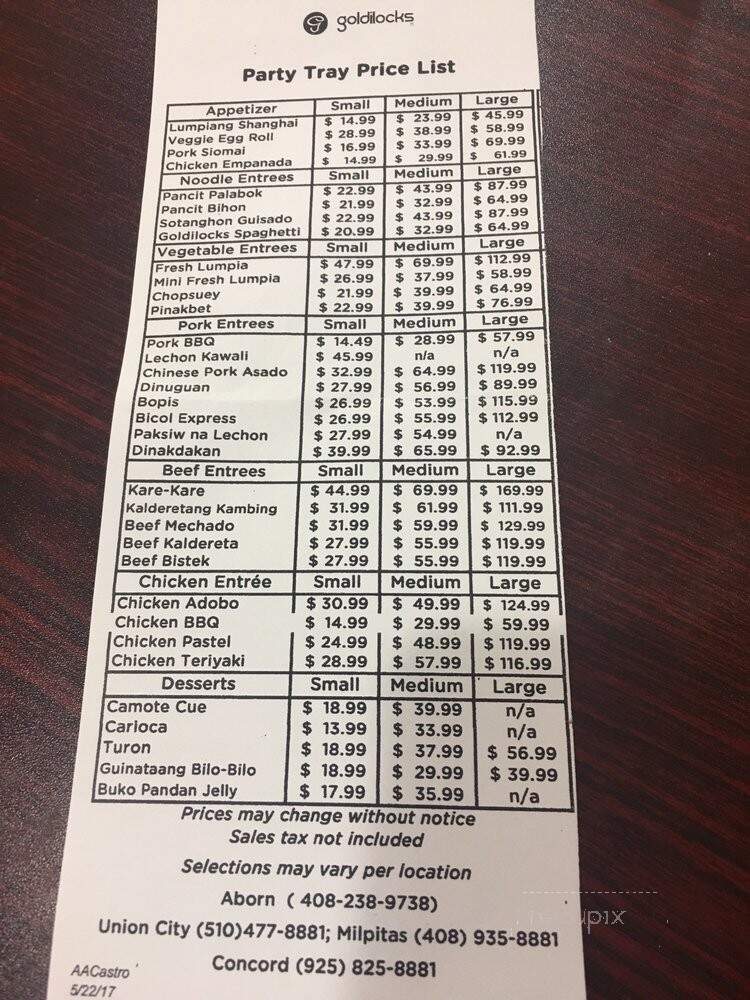 goldilocks
Party Tray Price List
Appetizer Small Medium Large
Lumpiang Shanghai $ 14.99 $ 23.99 $ 45.99
Veggie Egg Roll $ 28.99 $ 38.99 $ 58.99
Pork Siomai $ 16.99 $ 33.99 $ 69.99
Chicken Empanada $ 14.99 $ 29.99 $ 61.99
Noodle Entrees Small Medium Large
Pancit Palabok $ 22.99 $ 43.99 $ 87.99
Pancit Bihon $ 21.99 $ 32.99 $ 64.99
Sotanghon Guisado $ 22.99 $ 43.99 $ 87.99
Goldilocks Spaghetti $ 20.99 $ 32.99 $ 64.99
Vegetable Entrees Small Medium Large
Fresh Lumpia $ 47.99 $ 69.99 $ 112.99
Mini Fresh Lumpia $ 26.99 $ 37.99 $ 58.99
Chopsuey $ 21.99 $ 39.99 $ 64.99
Pinakbet $ 22.99 $ 39.99 $ 76.99
Pork Entrees Small Medium Large
Pork BBQ $ 14.49 $ 28.99 $ 57.99
Lechon Kawali $ 45.99 n/a n/a
Chinese Pork Asado $ 32.99 $ 64.99 $ 119.99
Dinuguan $ 27.99 $ 56.99 $ 89.99
Bopis $ 26.99 $ 53.99 $ 115.99
Bicol Express $ 26.99 $ 55.99 $ 112.99
Paksiw na Lechon $ 27.99 $ 54.99 n/a
Dinakdakan $ 39.99 $ 65.99 $ 92.99
Beef Entrees Small Medium Large
Kare-Kare $ 44.99 $ 69.99 $ 169.99
Kalderetang Kambing $ 31.99 $ 61.99 $ 111.99
Beef Mechado $ 31.99 $ 59.99 $ 129.99
Beef Kaldereta $ 27.99 $ 55.99 $ 119.99
Beef Bistek $ 27.99 $ 55.99 $ 119.99
Chicken Entrée Small Medium Large
Chicken Adobo $ 30.99 $ 49.99 $ 124.99
Chicken BBQ $ 14.99 $ 29.99 $ 59.99
Chicken Pastel $ 24.99 $ 48.99 $ 119.99
Chicken Teriyaki $ 28.99 $ 57.99 $ 116.99
Desserts Small Medium Large
Camote Cue $ 18.99 $ 39.99 n/a
Carioca $ 13.99 $ 33.99 n/a
Turon $ 18.99 $ 37.99 $ 56.99
Guinataang Bilo-Bilo $ 18.99 $ 29.99 $ 39.99
Buko Pandan Jelly $ 17.99 $ 35.99 n/a
Prices may change without notice
Sales tax not included
Selections may vary per location
Aborn ( 408-238-9738)
Union City (510)477-8881; Milpitas (408) 935-8881
Concord (925) 825-8881
AACastro
5/22/17